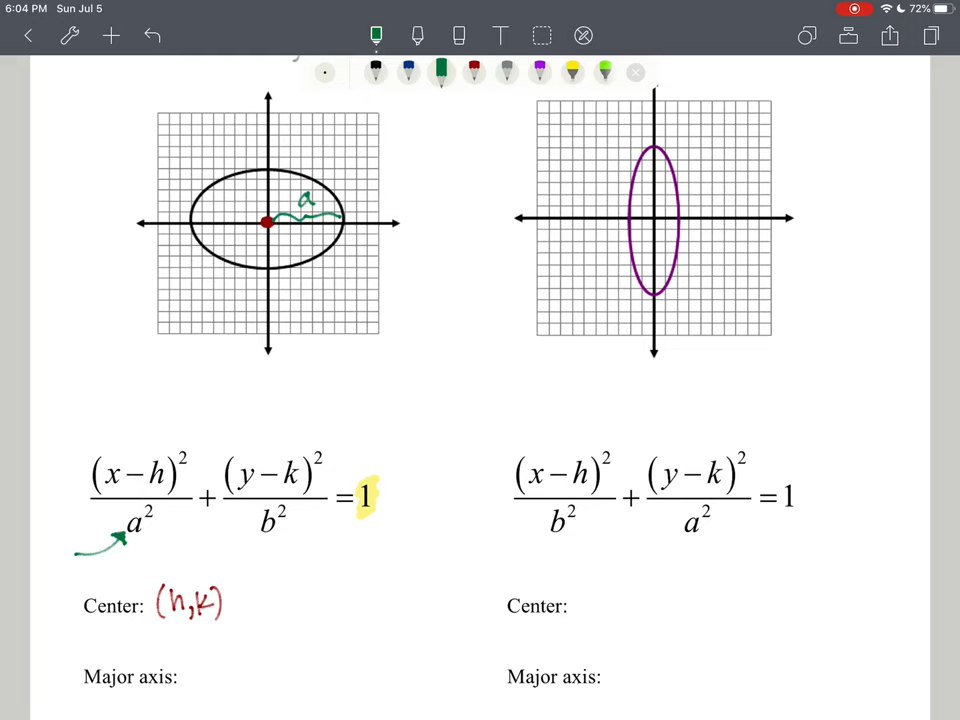 6:04 PM Sun Jul 5 72%
T
a
(x − h)² / a² + (y − k)² / b² = 1
(x − h)² / b² + (y − k)² / a² = 1
Center: (h,k)
Center:
Major axis:
Major axis: